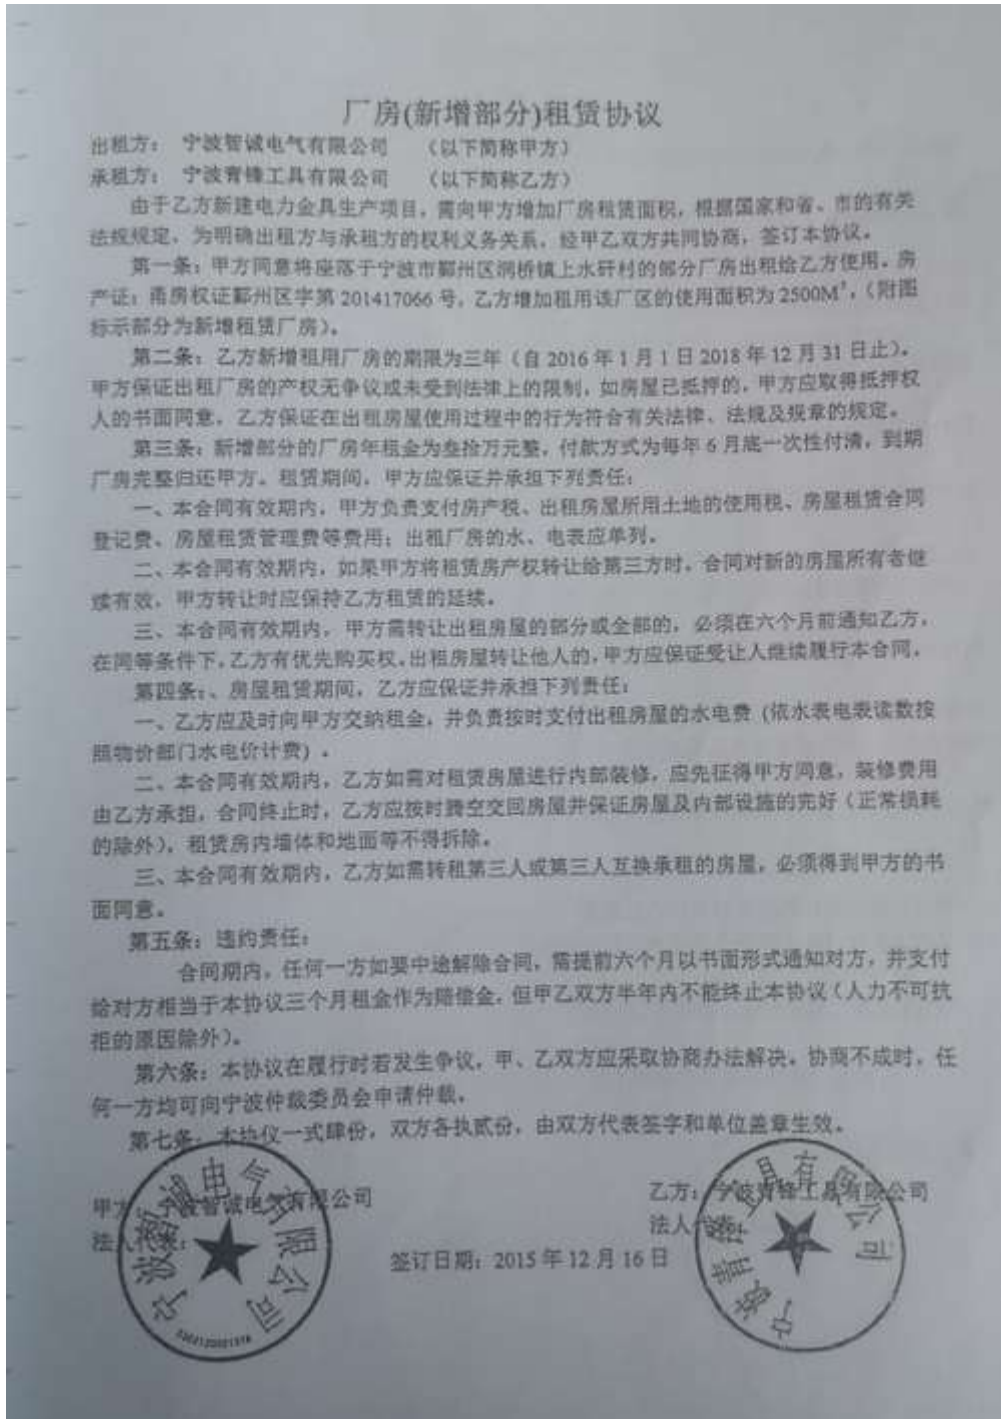 厂房(新增部分)租赁协议
出租方： 宁波智诚电气有限公司 （以下简称甲方）
承租方： 宁波青锋工具有限公司 （以下简称乙方）
由于乙方新建电力金具生产项目，需向甲方增加厂房租赁面积，根据国家和省、市的有关
法规规定，为明确出租方与承租方的权利义务关系，经甲乙双方共同协商，签订本协议。
第一条：甲方同意将座落于宁波市鄞州区洞桥镇上水碶村的部分厂房出租给乙方使用。房
产证：甬房权证鄞州区字第 201417066 号，乙方增加租用该厂区的使用面积为 2500M²，（附图
标示部分为新增租赁厂房）。
第二条：乙方新增租用厂房的期限为三年（自 2016 年 1 月 1 日 2018 年 12 月 31 日止）。
甲方保证出租厂房的产权无争议或未受到法律上的限制，如房屋已抵押的，甲方应取得抵押权
人的书面同意，乙方保证在出租房屋使用过程中的行为符合有关法律、法规及规章的规定。
第三条：新增部分的厂房年租金为叁拾万元整，付款方式为每年 6 月底一次性付清，到期
厂房完整归还甲方。租赁期间，甲方应保证并承担下列责任：
一、本合同有效期内，甲方负责支付房产税、出租房屋所用土地的使用税、房屋租赁合同
登记费、房屋租赁管理费等费用；出租厂房的水、电表应单列。
二、本合同有效期内，如果甲方将租赁房产权转让给第三方时，合同对新的房屋所有者继
续有效，甲方转让时应保持乙方租赁的延续。
三、本合同有效期内，甲方需转让出租房屋的部分或全部的，必须在六个月前通知乙方，
在同等条件下，乙方有优先购买权，出租房屋转让他人的，甲方应保证受让人继续履行本合同。
第四条：、房屋租赁期间，乙方应保证并承担下列责任：
一、乙方应及时向甲方交纳租金，并负责按时支付出租房屋的水电费 (依水表电表读数按
照物价部门水电价计费) 。
二、本合同有效期内，乙方如需对租赁房屋进行内部装修，应先征得甲方同意，装修费用
由乙方承担，合同终止时，乙方应按时腾空交回房屋并保证房屋及内部设施的完好（正常损耗
的除外），租赁房内墙体和地面等不得拆除。
三、本合同有效期内，乙方如需转租第三人或第三人互换承租的房屋，必须得到甲方的书
面同意。
第五条：违约责任：
合同期内，任何一方如要中途解除合同，需提前六个月以书面形式通知对方，并支付
给对方相当于本协议三个月租金作为赔偿金，但甲乙双方半年内不能终止本协议（人力不可抗
拒的原因除外）。
第六条：本协议在履行时若发生争议，甲、乙双方应采取协商办法解决，协商不成时，任
何一方均可向宁波仲裁委员会申请仲裁。
第七条：本协仪一式肆份，双方各执贰份，由双方代表签字和单位盖章生效。
甲方：宁波智诚电气有限公司 乙方：宁波青锋工具有限公司
法人代表： 法人代表：
签订日期：2015 年 12 月 16 日
宁波智诚电气有限公司
宁波青锋工具有限公司